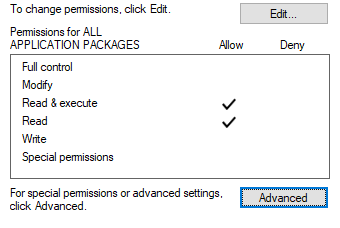 To change permissions, click Edit.
Edit...
Permissions for ALL
APPLICATION PACKAGES
Allow
Deny
Full control
Modify
Read & execute
Read
Write
Special permissions
For special permissions or advanced settings,
click Advanced.
Advanced